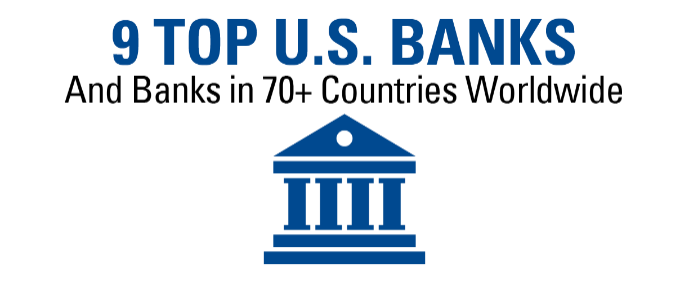 9 TOP U.S. BANKS
And Banks in 70+ Countries Worldwide